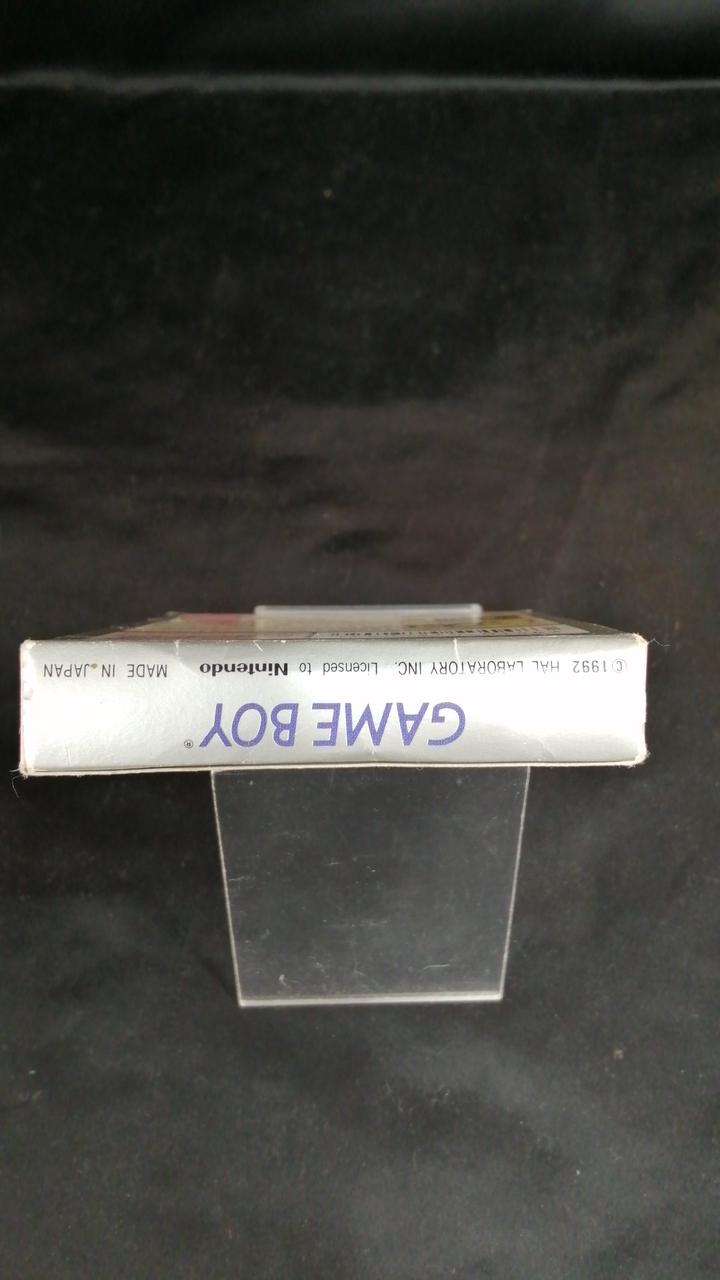 GAME BOY®
©1992 HAL LABORATORY INC. Licensed to Nintendo MADE IN JAPAN